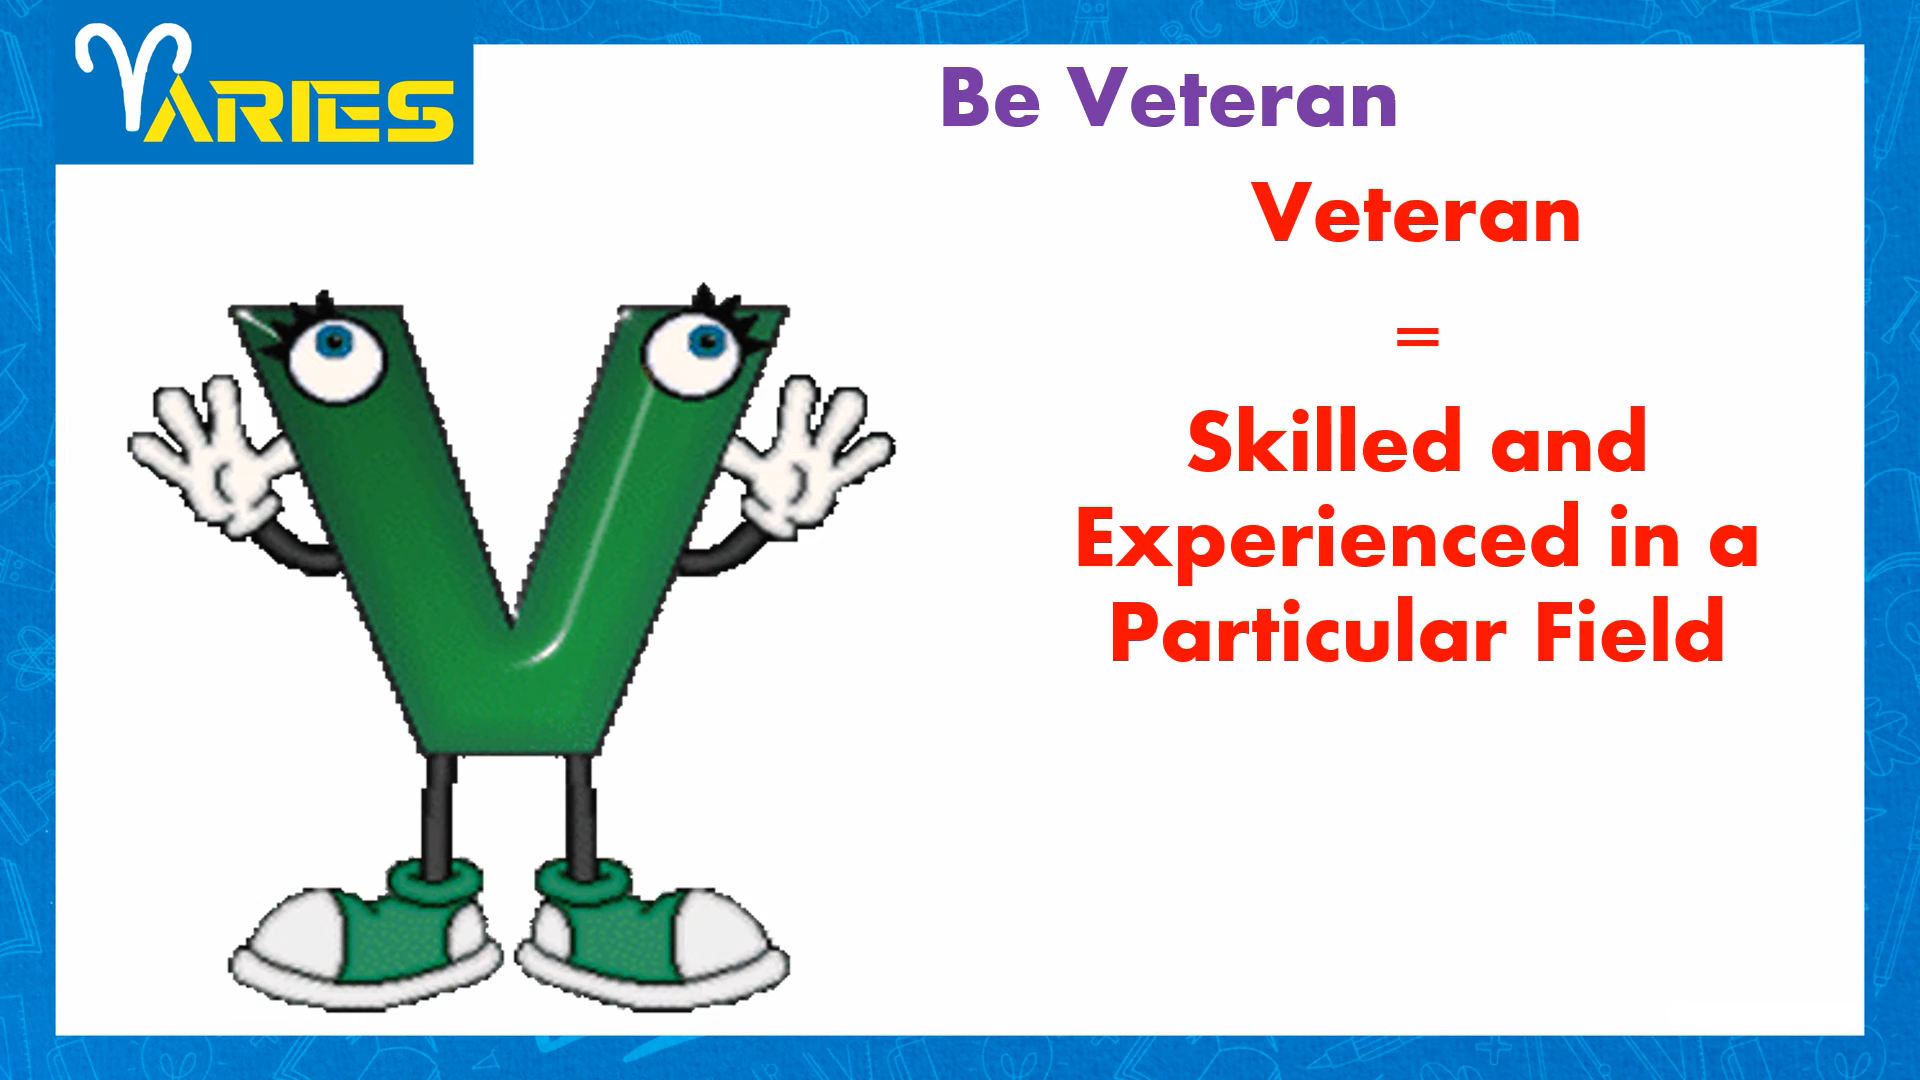 ARIES
Be Veteran
Veteran
=
Skilled and
Experienced in a
Particular Field